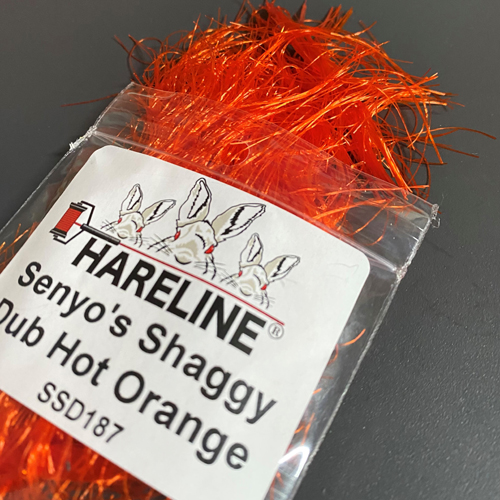 HARELINE®
Senyo's Shaggy
Dub Hot Orange
SSD187